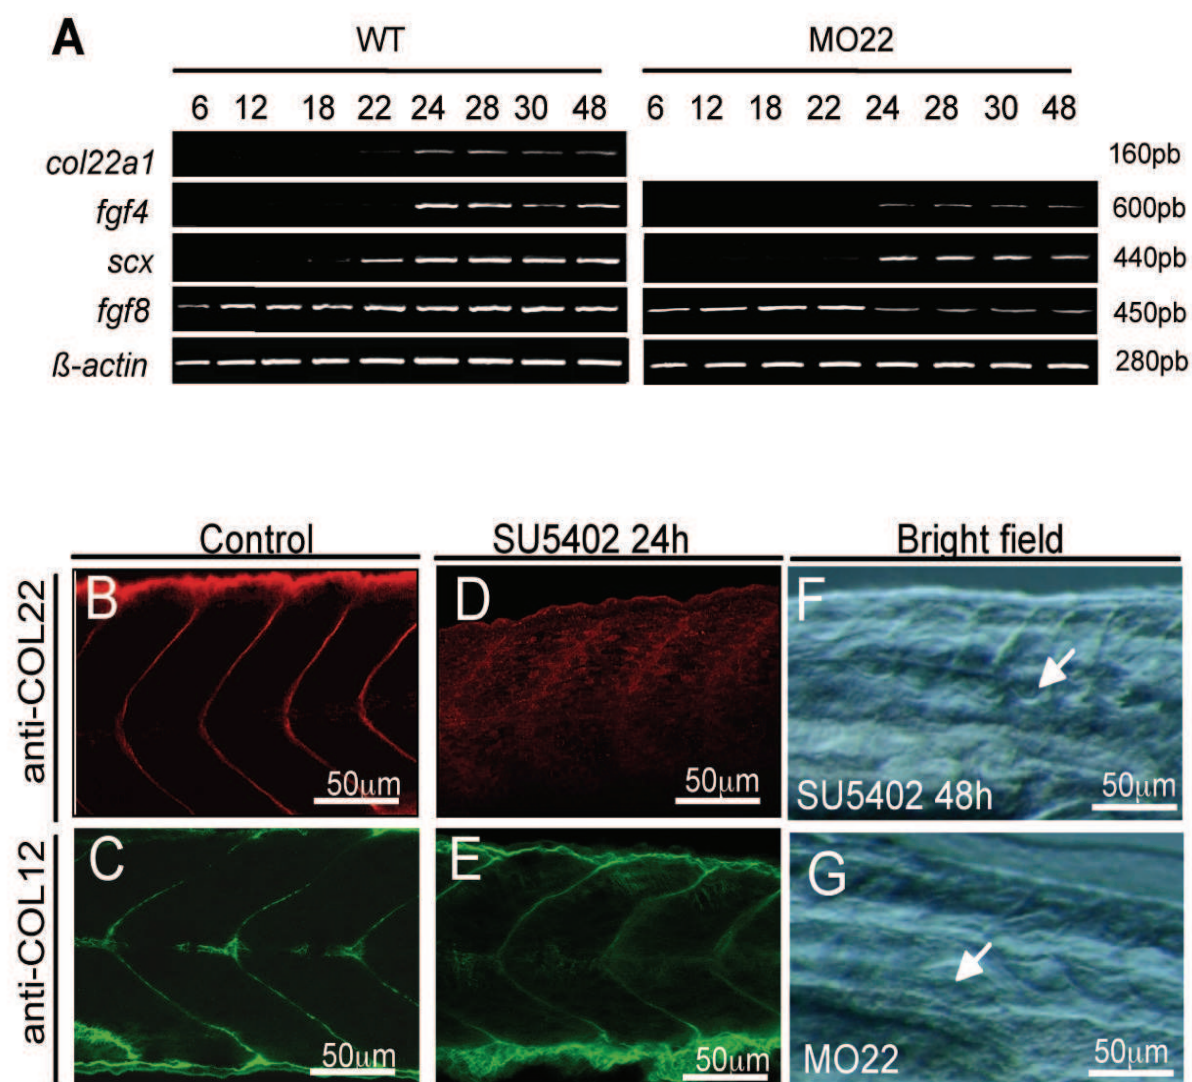 A
WT MO22
6 12 18 22 24 28 30 48 6 12 18 22 24 28 30 48
col22a1 160pb
fgf4 600pb
scx 440pb
fgf8 450pb
ß-actin 280pb
Control SU5402 24h Bright field
anti-COL22
B 50µm
D 50µm
F SU5402 48h 50µm
anti-COL12
C 50µm
E 50µm
G MO22 50µm